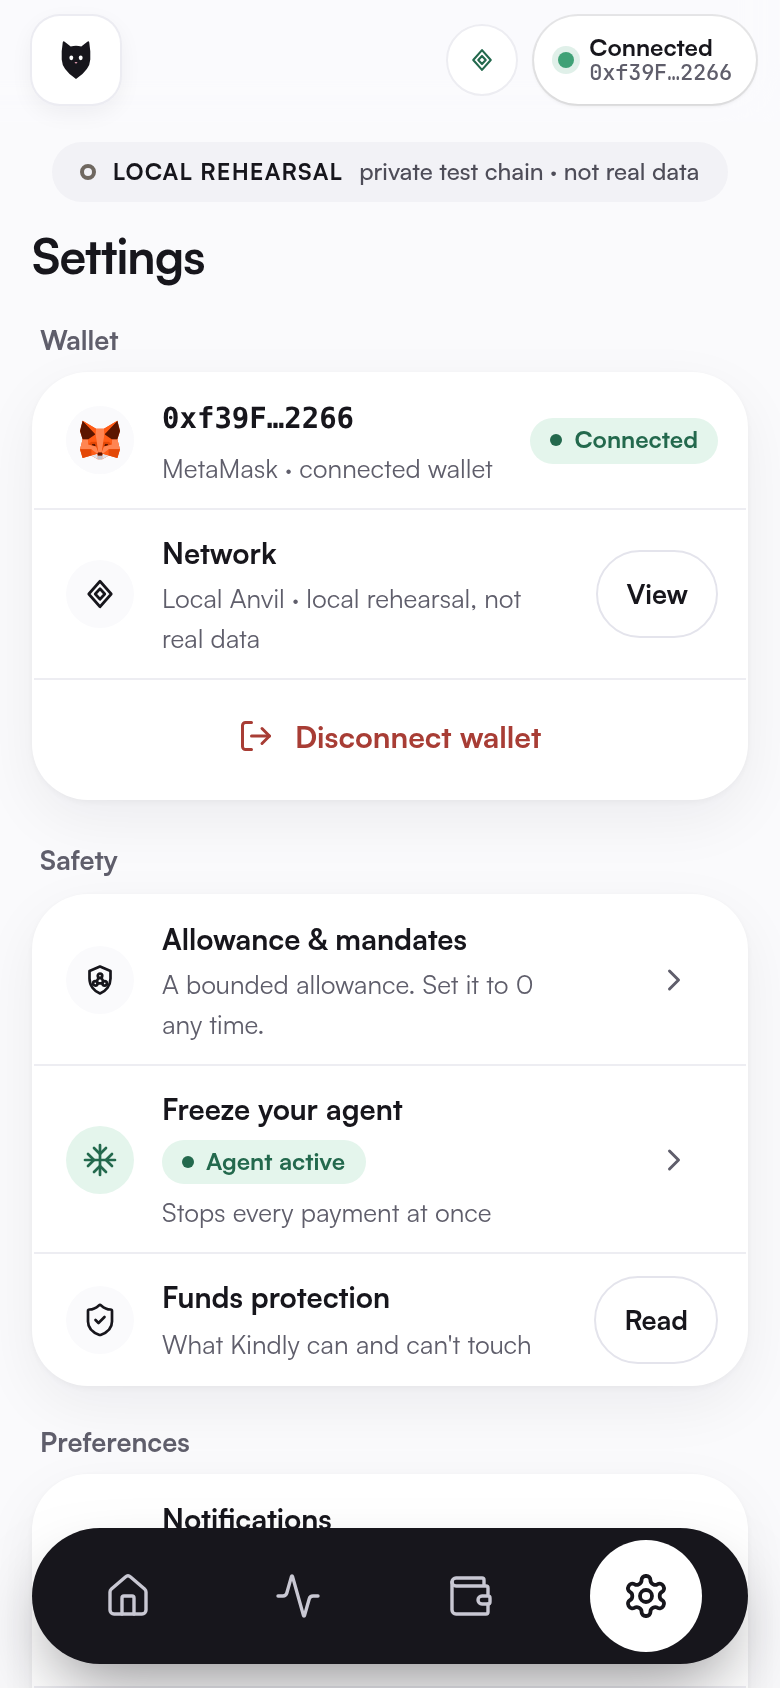 Connected
0xf39F…2266
LOCAL REHEARSAL private test chain · not real data
Settings
Wallet
0xf39F…2266
MetaMask · connected wallet
Connected
Network
Local Anvil · local rehearsal, not
real data
View
Disconnect wallet
Safety
Allowance & mandates
A bounded allowance. Set it to 0
any time.
Freeze your agent
Agent active
Stops every payment at once
Funds protection
What Kindly can and can't touch
Read
Preferences
Notifications